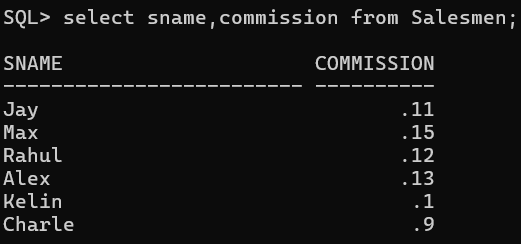 SQL> select sname,commission from Salesmen;
SNAME                     COMMISSION
------------------------- ----------
Jay                              .11
Max                              .15
Rahul                            .12
Alex                             .13
Kelin                             .1
Charle                            .9